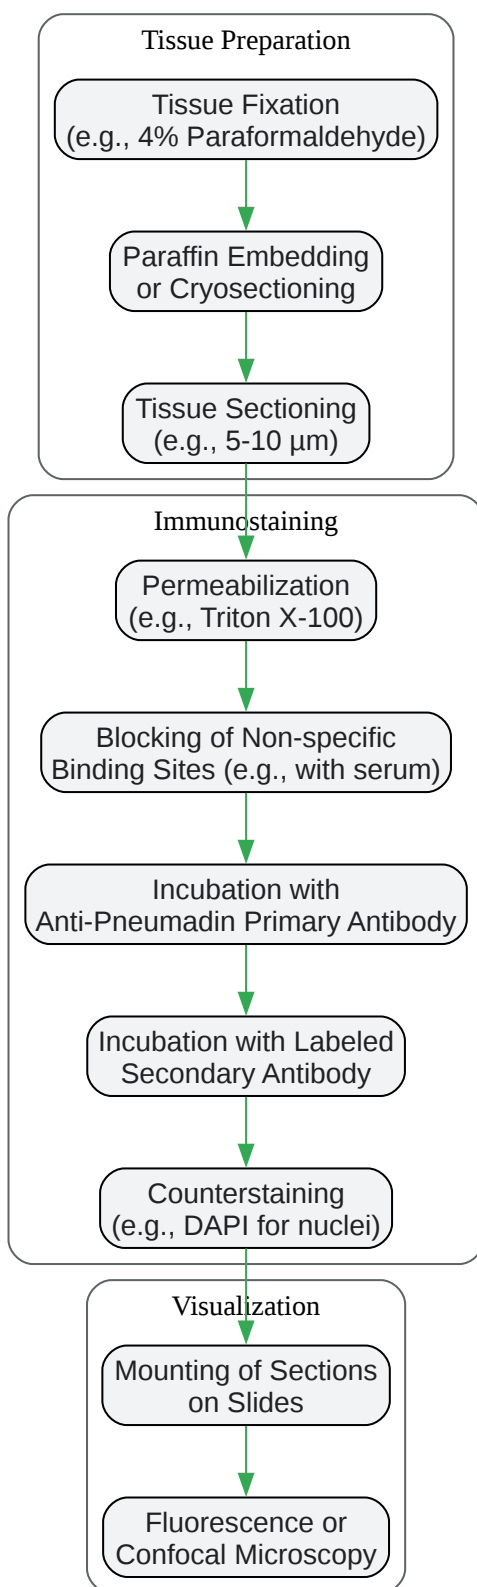 Tissue Preparation
Tissue Fixation
(e.g., 4% Paraformaldehyde)
Paraffin Embedding
or Cryosectioning
Tissue Sectioning
(e.g., 5-10 µm)
Immunostaining
Permeabilization
(e.g., Triton X-100)
Blocking of Non-specific
Binding Sites (e.g., with serum)
Incubation with
Anti-Pneumadin Primary Antibody
Incubation with Labeled
Secondary Antibody
Counterstaining
(e.g., DAPI for nuclei)
Visualization
Mounting of Sections
on Slides
Fluorescence or
Confocal Microscopy